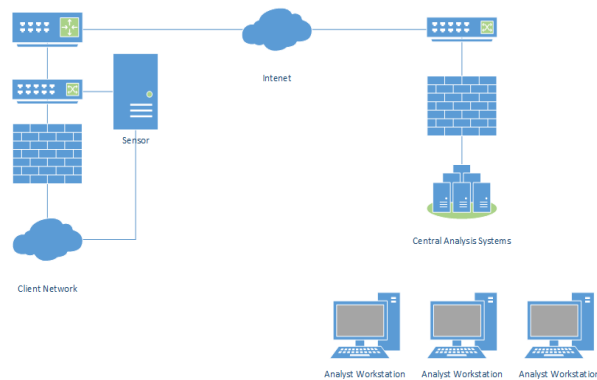 Intenet
Sensor
Central Analysis Systems
Client Network
Analyst Workstation
Analyst Workstation
Analyst Workstation